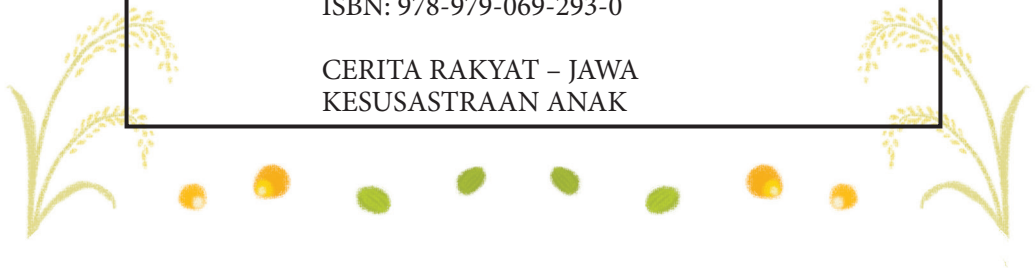 ISBN: 978-979-069-293-0
CERITA RAKYAT – JAWA
KESUSASTRAAN ANAK